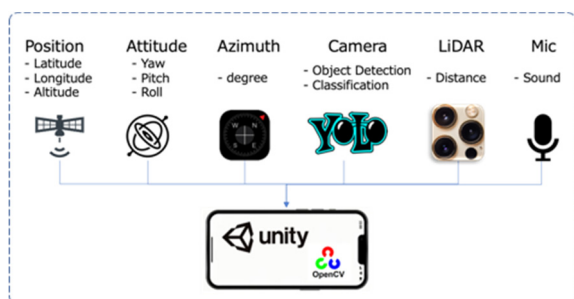 Position
- Latitude
- Longitude
- Altitude
Attitude
- Yaw
- Pitch
- Roll
Azimuth
- degree
Camera
- Object Detection
- Classification
LiDAR
- Distance
Mic
- Sound
N
W
E
S
YOLO
unity
OpenCV